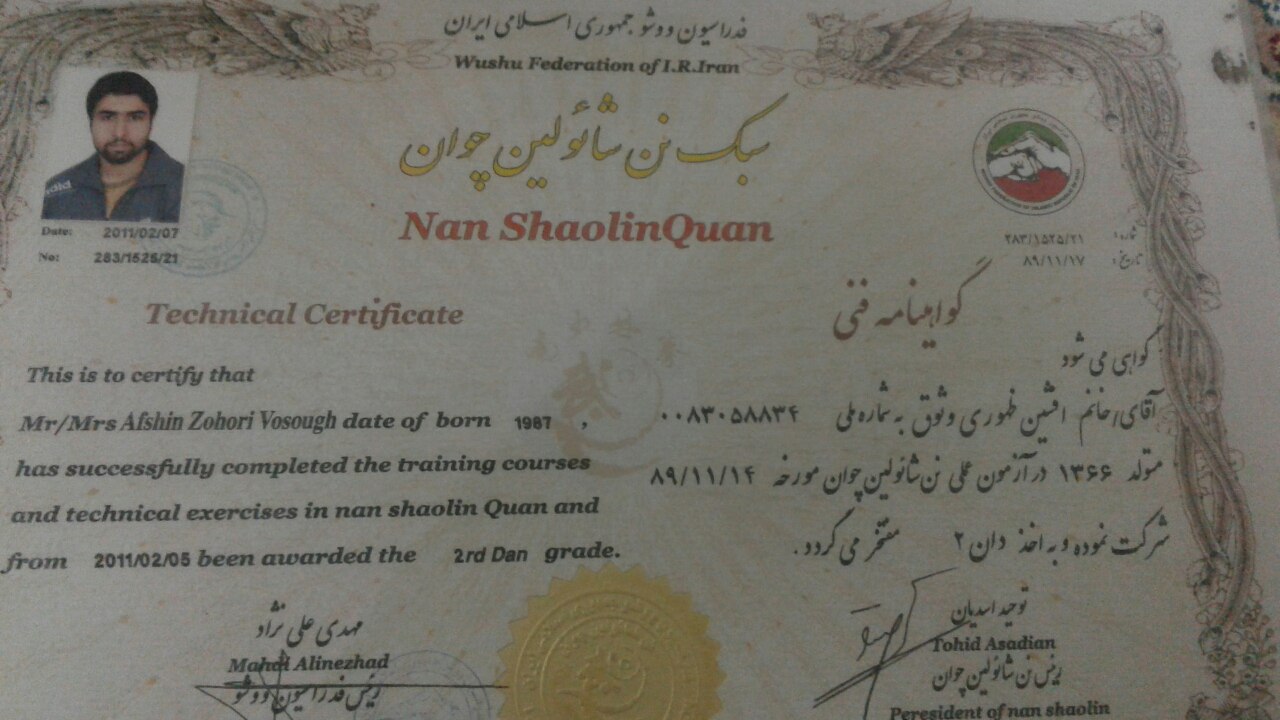 فدراسیون ووشو جمهوری اسلامی ایران
Wushu Federation of I.R.Iran
سبک نن شائولین چوان
Nan ShaolinQuan
Date: 2011/02/07
No: 283/1525/21
شماره: ۲۸۳/۱۵۲۵/۲۱
تاریخ: ۸۹/۱۱/۱۷
Technical Certificate
This is to certify that
Mr/Mrs Afshin Zohori Vosough date of born 1987 ,
has successfully completed the training courses
and technical exercises in nan shaolin Quan and
from 2011/02/05 been awarded the 2rd Dan grade.
گواهینامه فنی
گواهی می شود
آقای/خانم افشین ظهوری وثوق به شماره ملی ۰۰۸۳۰۵۸۸۳۴
متولد ۱۳۶۶ در آزمون عملی نن شائولین چوان مورخه ۸۹/۱۱/۱۴
شرکت نموده و به اخذ دان ۲ مفتخر می گردد.
مهدی علی نژاد
Mahdi Alinezhad
رئیس فدراسیون ووشو
توحید اسدیان
Tohid Asadian
رئیس نن شائولین چوان
Peresident of nan shaolin